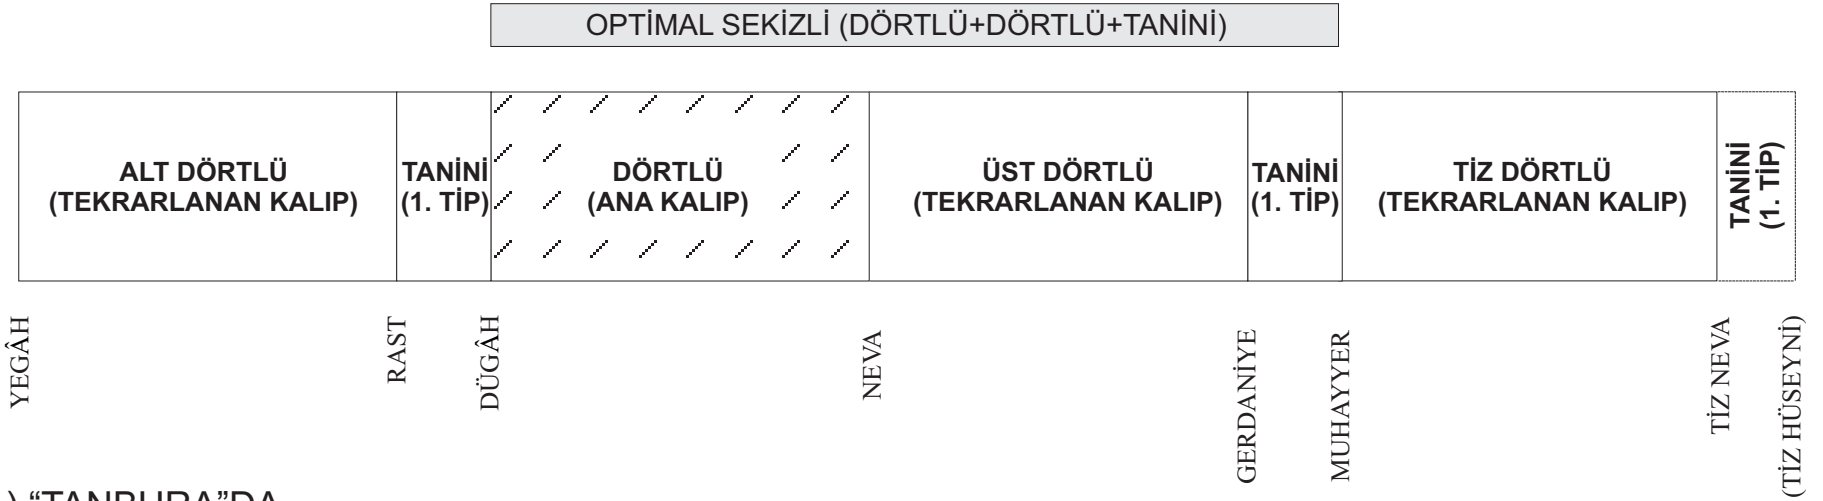 OPTİMAL SEKİZLİ (DÖRTLÜ+DÖRTLÜ+TANİNİ)
ALT DÖRTLÜ
(TEKRARLANAN KALIP)
TANİNİ
(1. TİP)
DÖRTLÜ
(ANA KALIP)
ÜST DÖRTLÜ
(TEKRARLANAN KALIP)
TANİNİ
(1. TİP)
TİZ DÖRTLÜ
(TEKRARLANAN KALIP)
TANİNİ
(1. TİP)
YEGÂH
RAST
DÜGÂH
NEVA
GERDANİYE
MUHAYYER
TİZ NEVA
(TİZ HÜSEYNİ)
) “TANBURA”DA